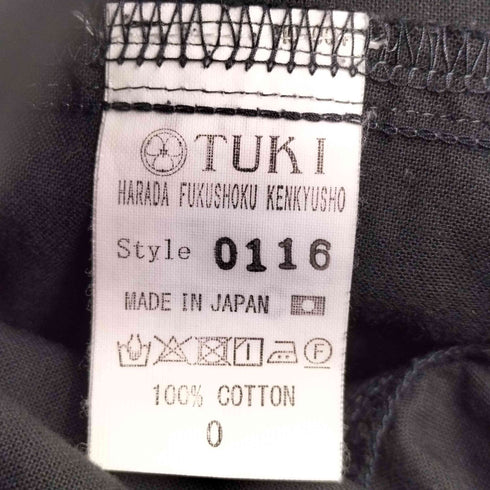 TUKI
HARADA FUKUSHOKU KENKYUSHO
Style 0116
MADE IN JAPAN
F
100% COTTON
0